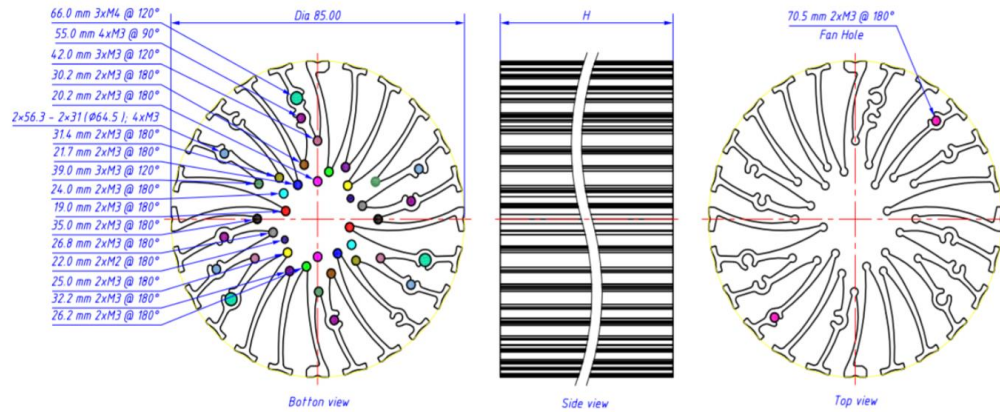 66.0 mm 3xM4 @ 120°
55.0 mm 4xM3 @ 90°
42.0 mm 3xM3 @ 120°
30.2 mm 2xM3 @ 180°
20.2 mm 2xM3 @ 180°
2×56.3 - 2×31 (Ø64.5 ); 4xM3
31.4 mm 2xM3 @ 180°
21.7 mm 2xM3 @ 180°
39.0 mm 3xM3 @ 120°
24.0 mm 2xM3 @ 180°
19.0 mm 2xM3 @ 180°
35.0 mm 2xM3 @ 180°
26.8 mm 2xM3 @ 180°
22.0 mm 2xM2 @ 180°
25.0 mm 2xM3 @ 180°
32.2 mm 2xM3 @ 180°
26.2 mm 2xM3 @ 180°
Dia 85.00
Botton view
H
Side view
70.5 mm 2xM3 @ 180°
Fan Hole
Top view